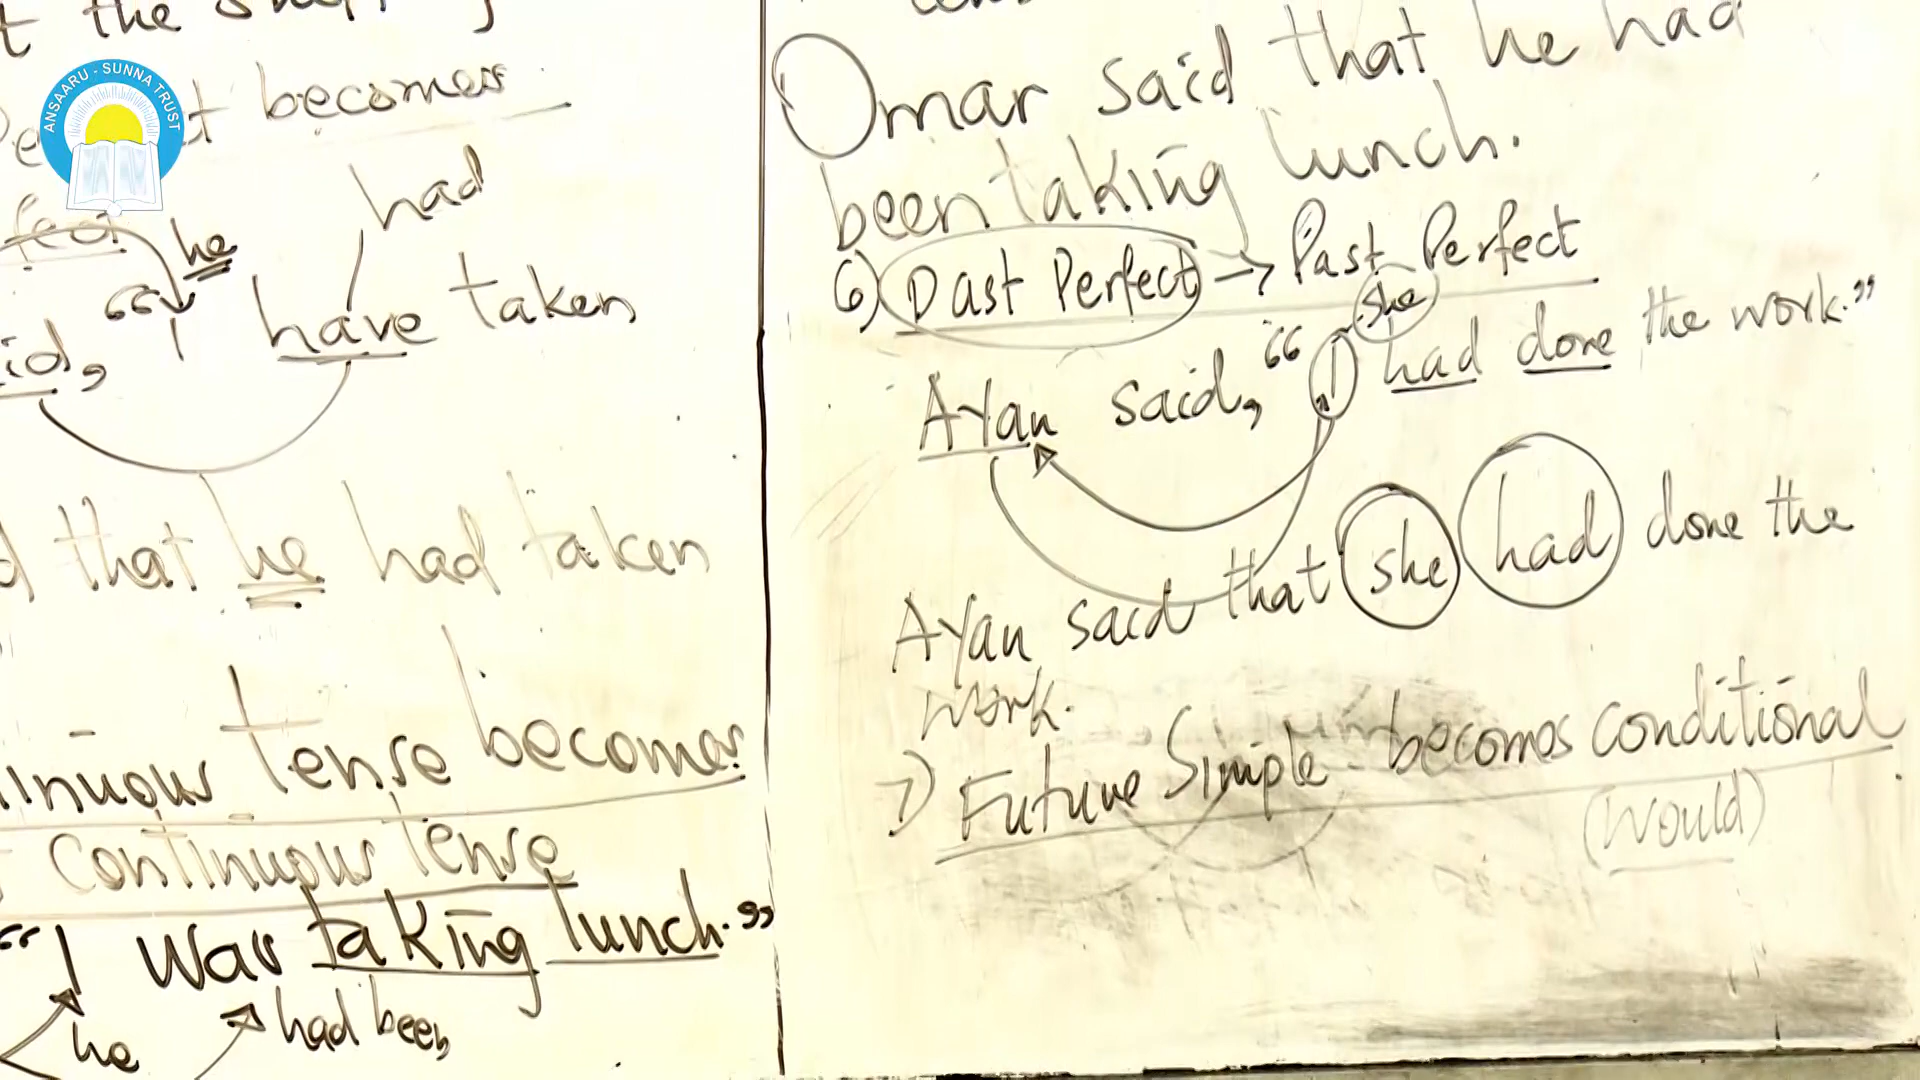 t the
becomes
had
he
“I have taken
that he had taken
tense becomes
Continuous tense
“I was taking lunch.”
he had been
Omar said that he had
been taking lunch.
6) Past Perfect → Past Perfect
she
Ayan said, “I had done the work.”
Ayan said that she had done the
work.
7) Future Simple becomes conditional
(would)
ANSAARU - SUNNA TRUST